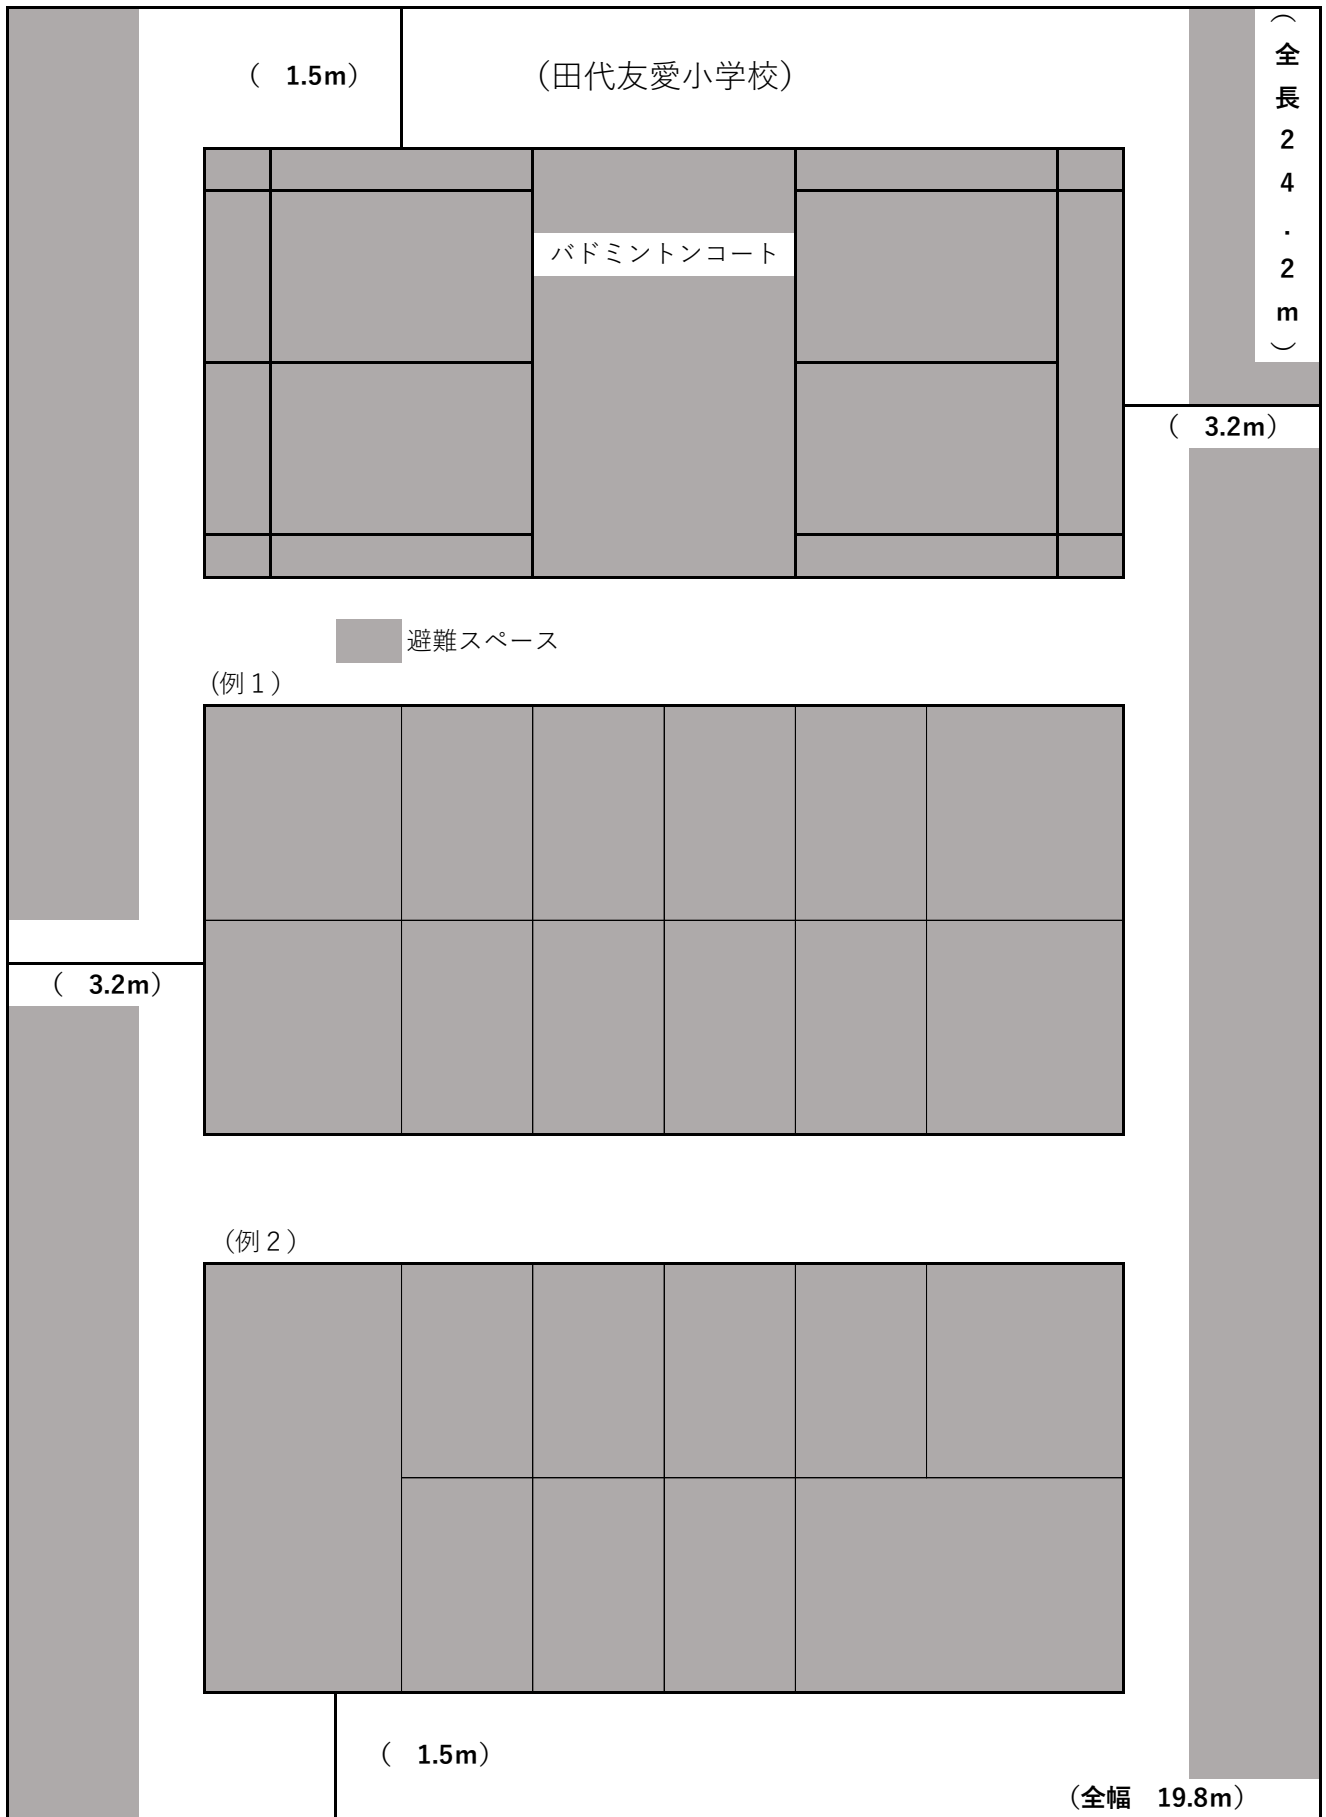 （　1.5m）
（田代友愛小学校）
（全長２４．２ｍ）
バドミントンコート
（　3.2m）
避難スペース
（例１）
（　3.2m）
（例２）
（　1.5m）
（全幅　19.8m）